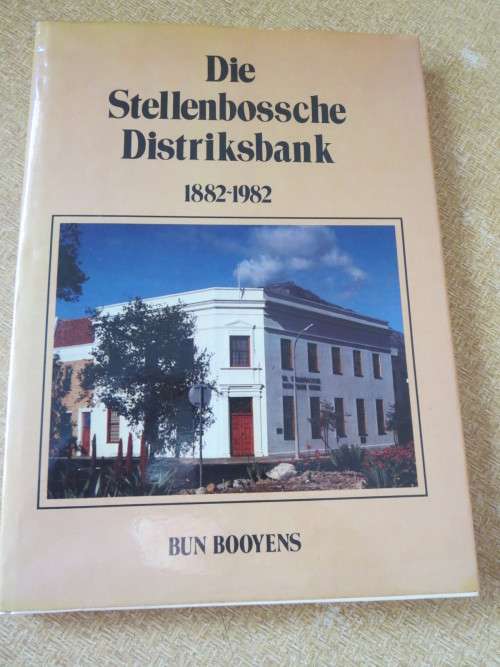 Die
Stellenbossche
Distriksbank
1882-1982
BUN BOOYENS